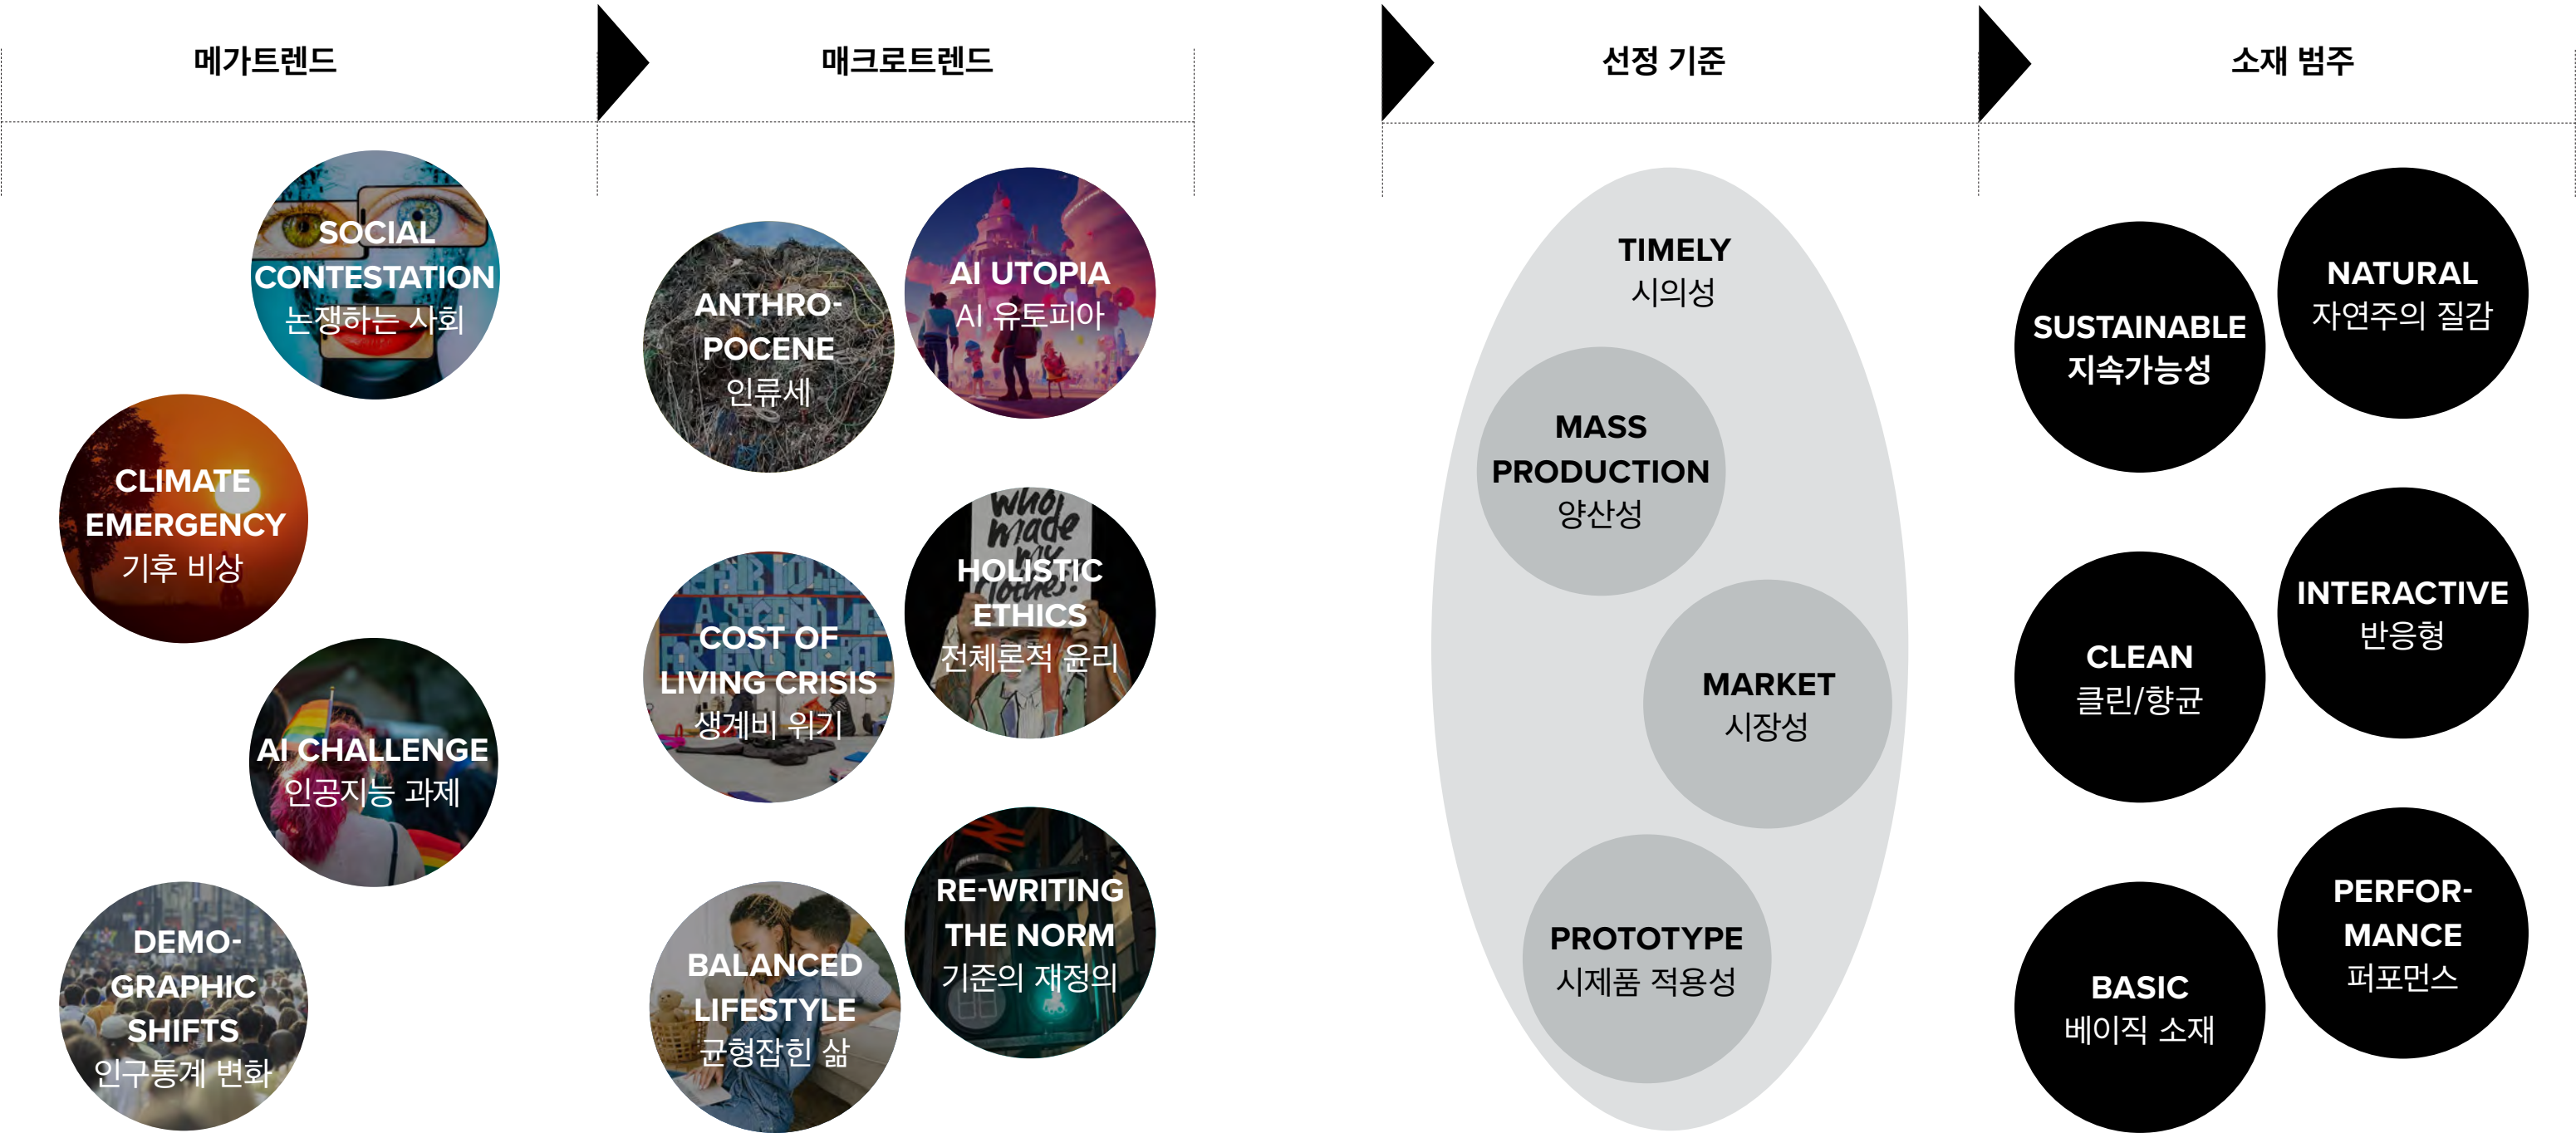 메가트렌드
매크로트렌드
선정 기준
소재 범주
SOCIAL
CONTESTATION
논쟁하는 사회
CLIMATE
EMERGENCY
기후 비상
AI CHALLENGE
인공지능 과제
DEMO-
GRAPHIC
SHIFTS
인구통계 변화
ANTHRO-
POCENE
인류세
AI UTOPIA
AI 유토피아
who
made
my
clothes?
HOLISTIC
ETHICS
전체론적 윤리
COST OF
LIVING CRISIS
생계비 위기
RE-WRITING
THE NORM
기준의 재정의
BALANCED
LIFESTYLE
균형잡힌 삶
TIMELY
시의성
MASS
PRODUCTION
양산성
MARKET
시장성
PROTOTYPE
시제품 적용성
SUSTAINABLE
지속가능성
NATURAL
자연주의 질감
INTERACTIVE
반응형
CLEAN
클린/향균
PERFOR-
MANCE
퍼포먼스
BASIC
베이직 소재